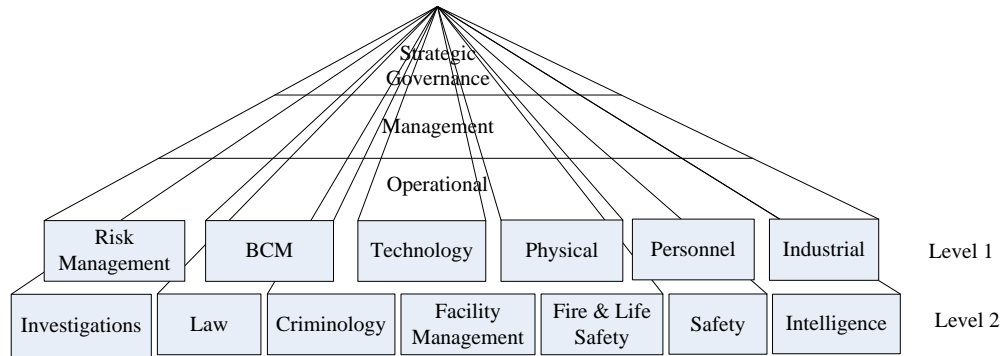 Strategic
Governance
Management
Operational
Risk
Management
BCM
Technology
Physical
Personnel
Industrial
Level 1
Investigations
Law
Criminology
Facility
Management
Fire & Life
Safety
Safety
Intelligence
Level 2